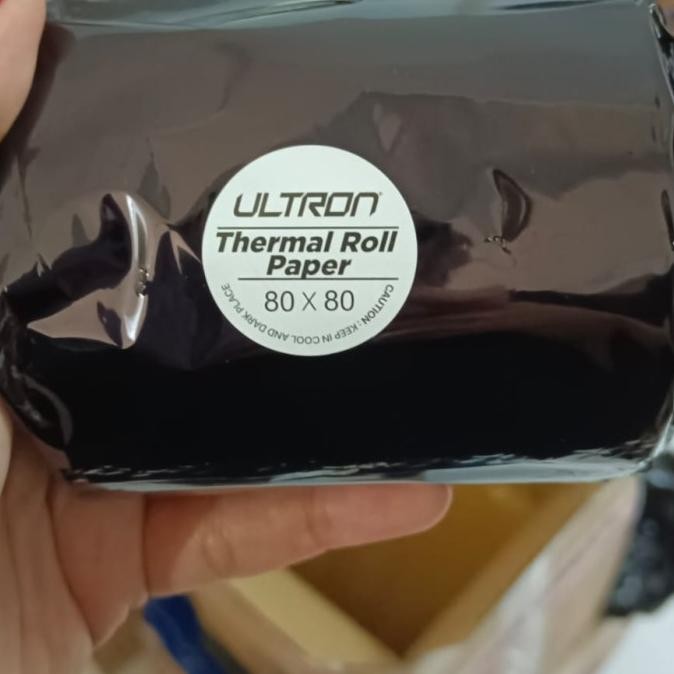 ULTRON
Thermal Roll
Paper
80 X 80
CAUTION : KEEP IN COOL AND DARK PLACE